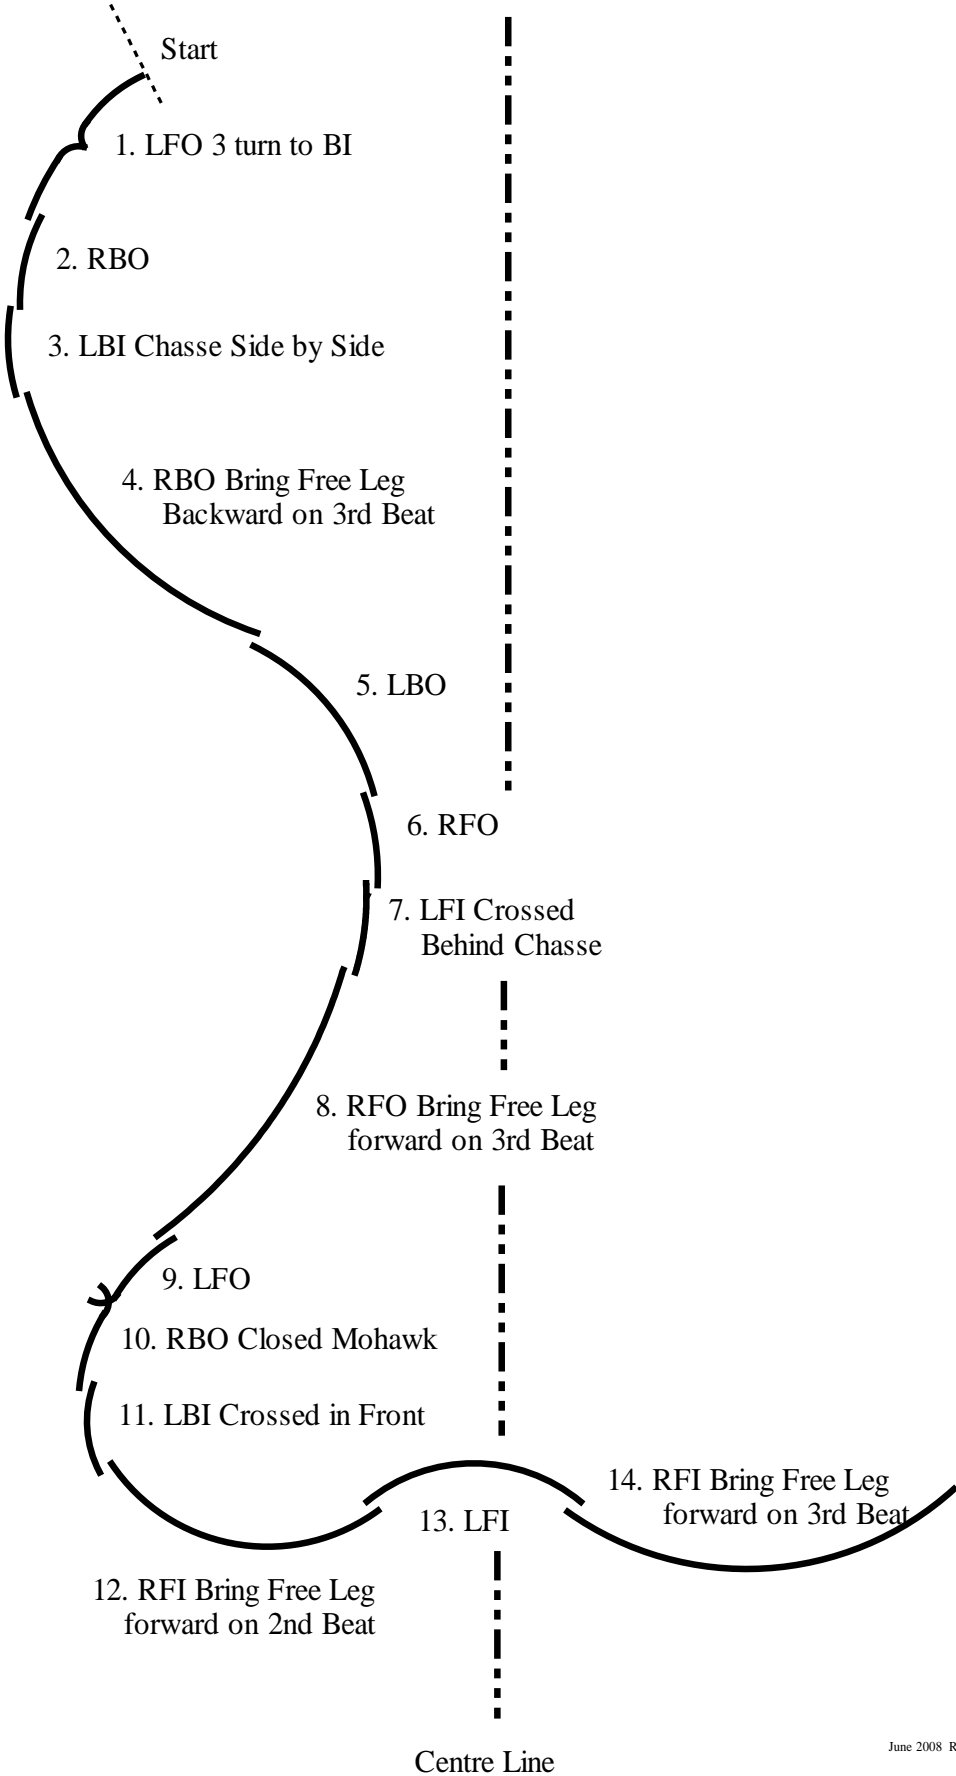 Start
1. LFO 3 turn to BI
2. RBO
3. LBI Chasse Side by Side
4. RBO Bring Free Leg
Backward on 3rd Beat
5. LBO
6. RFO
7. LFI Crossed
Behind Chasse
8. RFO Bring Free Leg
forward on 3rd Beat
9. LFO
10. RBO Closed Mohawk
11. LBI Crossed in Front
14. RFI Bring Free Leg
forward on 3rd Beat
13. LFI
12. RFI Bring Free Leg
forward on 2nd Beat
June 2008 R
Centre Line